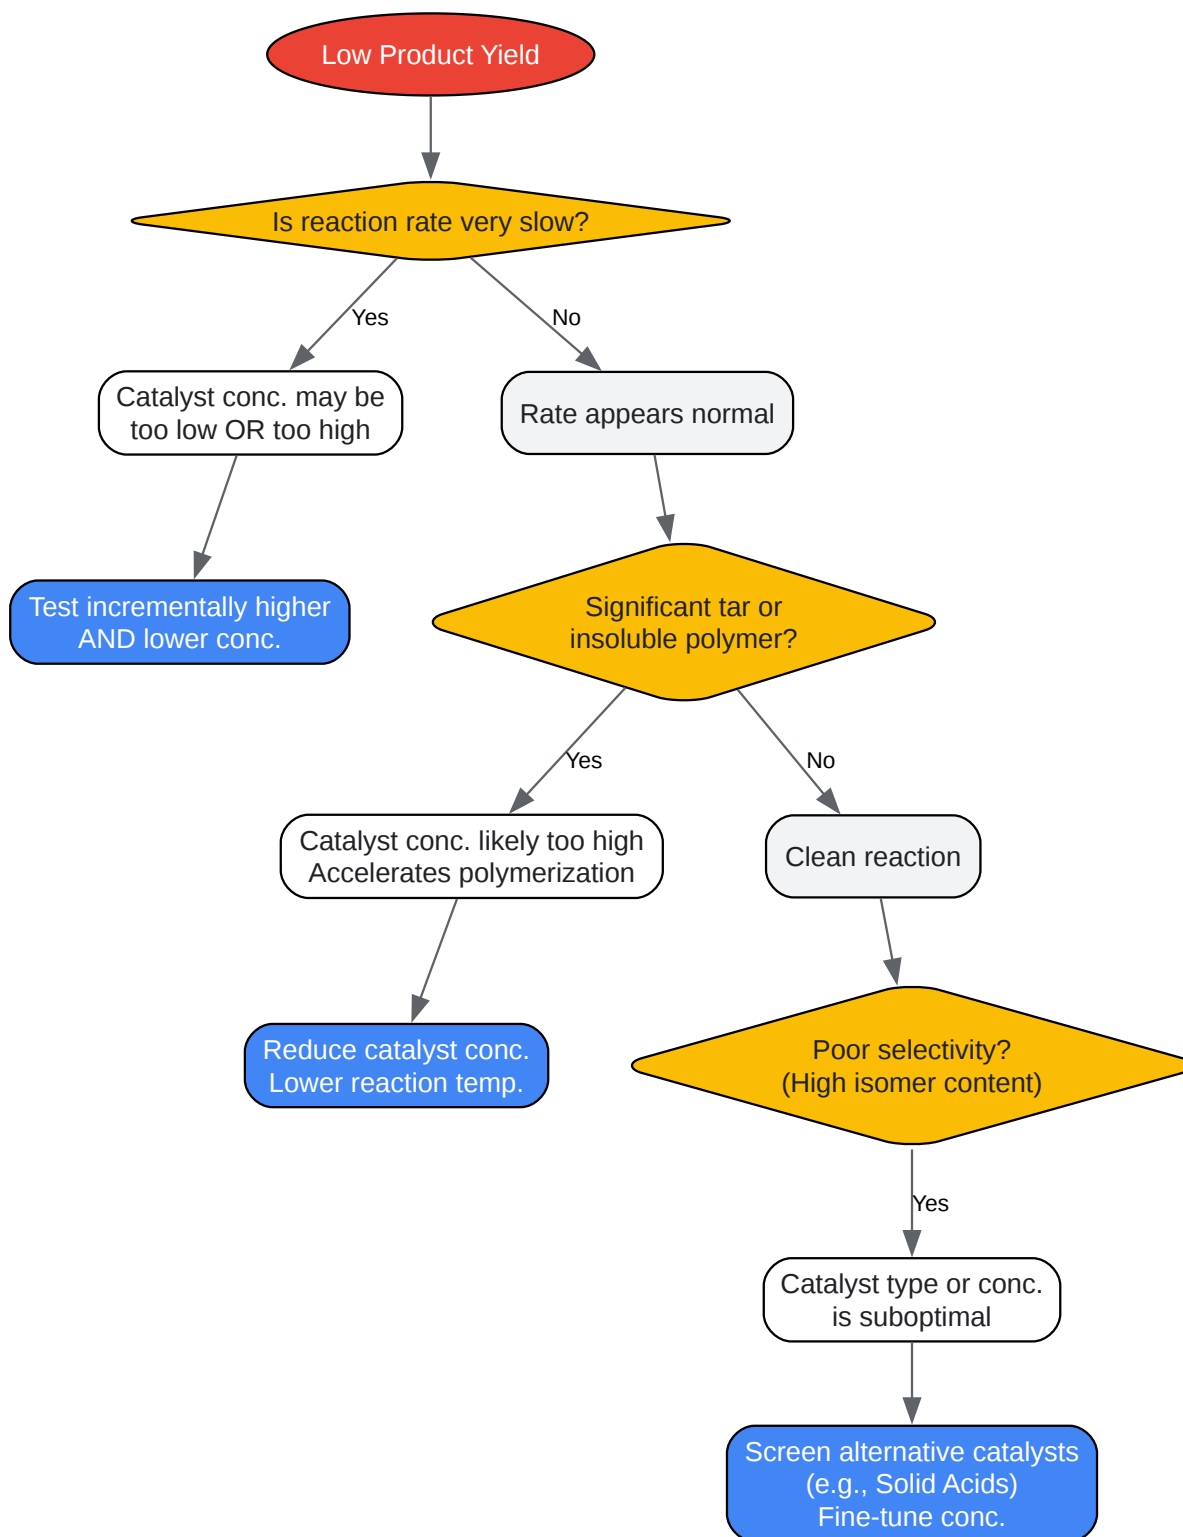 Low Product Yield
Is reaction rate very slow?
Yes
No
Catalyst conc. may be
too low OR too high
Rate appears normal
Test incrementally higher
AND lower conc.
Significant tar or
insoluble polymer?
Yes
No
Catalyst conc. likely too high
Accelerates polymerization
Clean reaction
Reduce catalyst conc.
Lower reaction temp.
Poor selectivity?
(High isomer content)
Yes
Catalyst type or conc.
is suboptimal
Screen alternative catalysts
(e.g., Solid Acids)
Fine-tune conc.